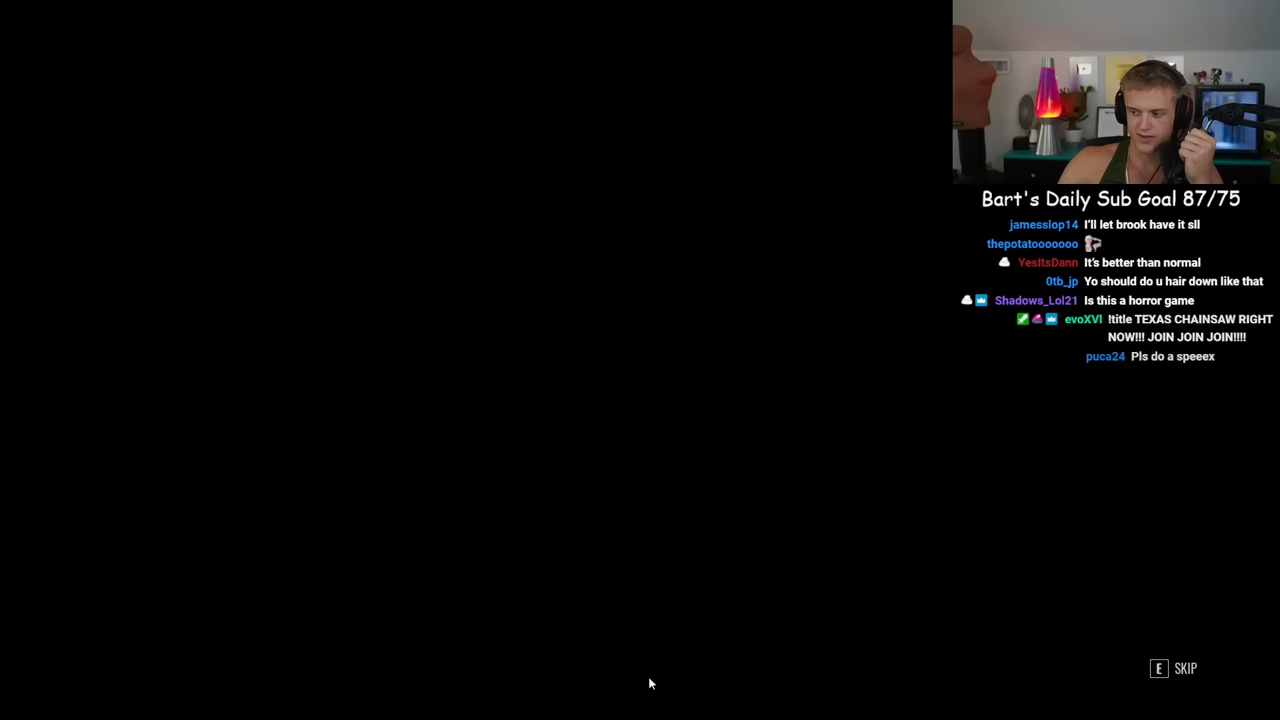 Bart's Daily Sub Goal 87/75
jamesslop14 I'll let brook have it sll
thepotatooooooo
YesItsDann It's better than normal
0tb_jp Yo should do u hair down like that
Shadows_Lol21 Is this a horror game
evoXVI !title TEXAS CHAINSAW RIGHT
NOW!!! JOIN JOIN JOIN!!!!
puca24 Pls do a speeex
E SKIP